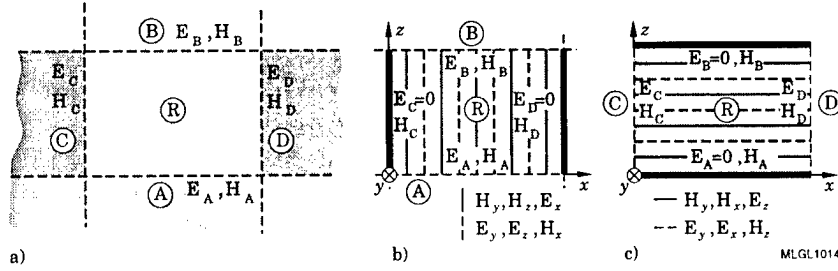 B E_B, H_B
E_C
H_C
C
R
E_D
H_D
D
A E_A, H_A
a)
z
B
E_B, H_B
E_C=0
H_C
R
E_D=0
H_D
E_A, H_A
y
A
x
H_y, H_z, E_x
E_y, E_z, H_x
b)
z
E_B=0, H_B
E_C
H_C
C
R
E_D
H_D
D
E_A=0, H_A
y
x
H_y, H_x, E_z
E_y, E_x, H_z
c)
MLGL1014